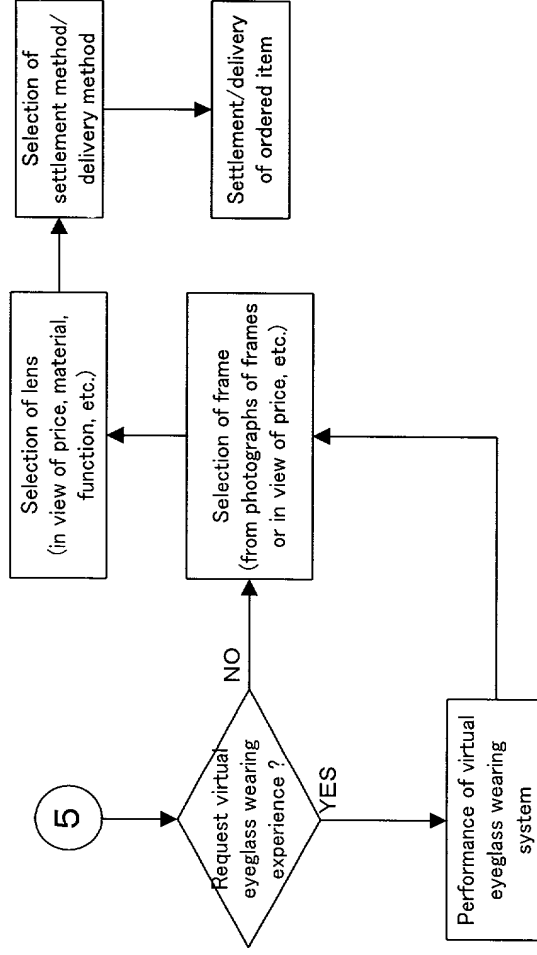 5
Request virtual
eyeglass wearing
experience ?
NO
YES
Performance of virtual
eyeglass wearing
system
Selection of frame
(from photographs of frames
or in view of price, etc.)
Selection of lens
(in view of price, material,
function, etc.)
Selection of
settlement method/
delivery method
Settlement/delivery
of ordered item